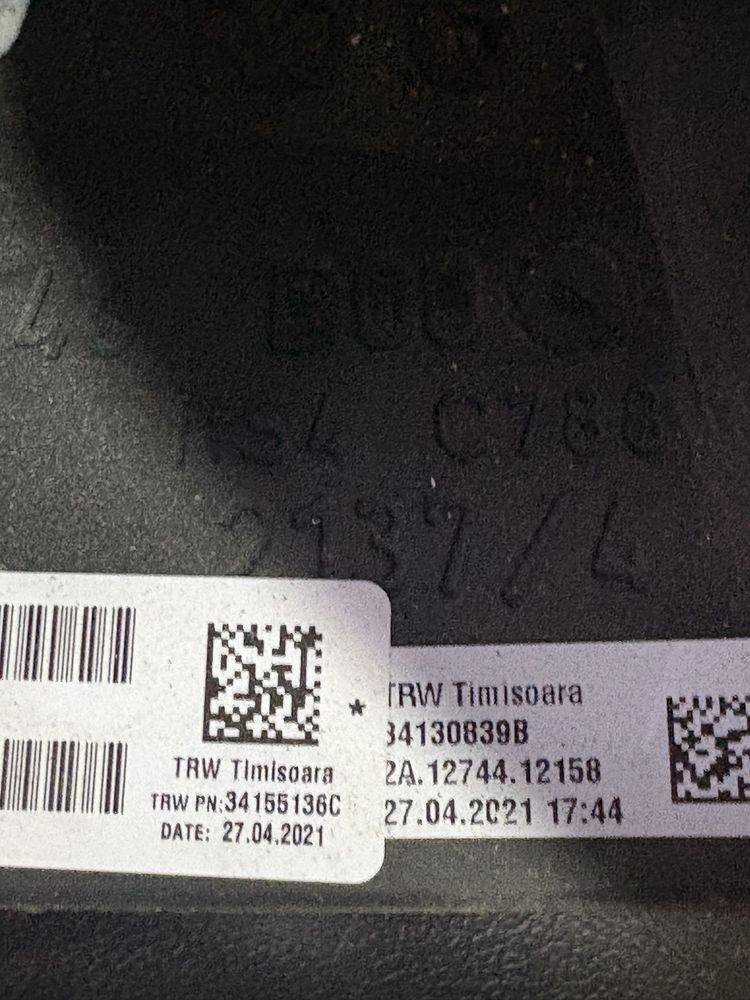 C788
TRW Timisoara
TRW PN:34155136C
DATE: 27.04.2021
*
TRW Timisoara
34130839B
2A.12744.12158
27.04.2021 17:44